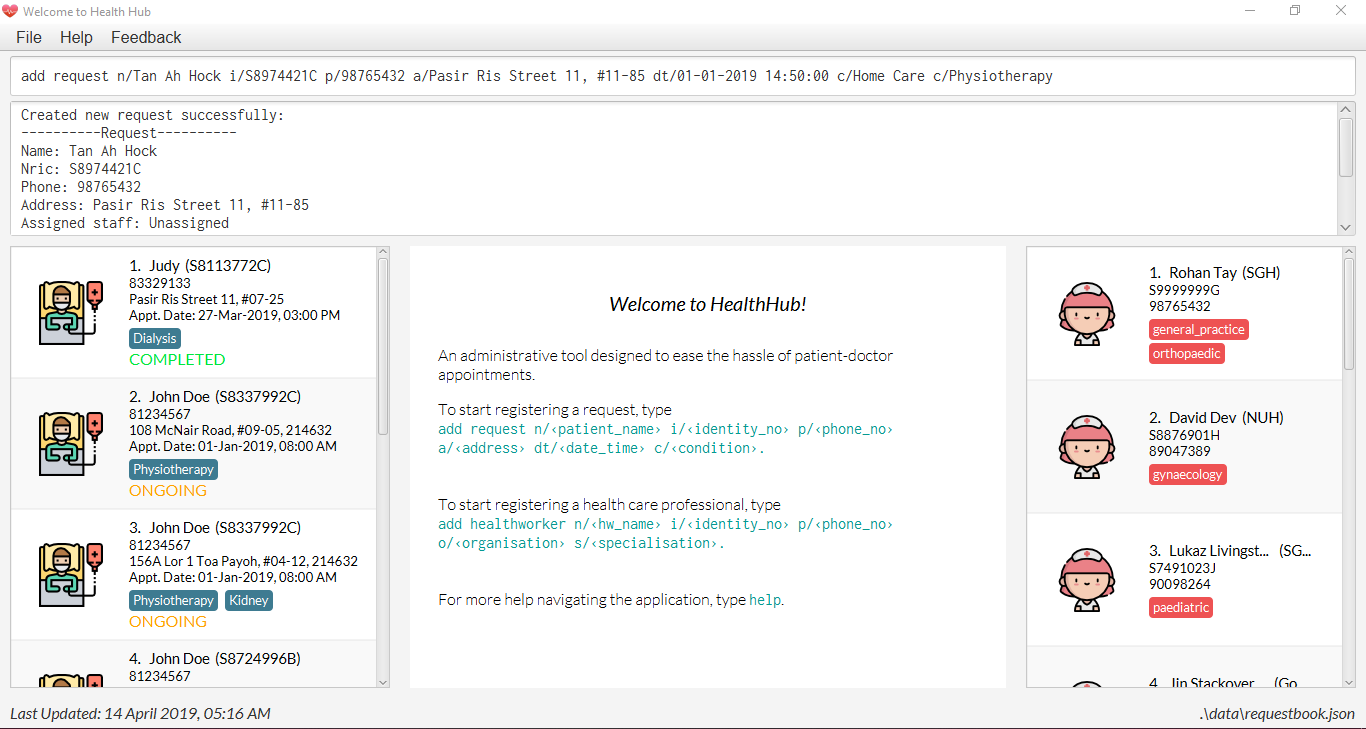 Welcome to Health Hub
File Help Feedback
add request n/Tan Ah Hock i/S8974421C p/98765432 a/Pasir Ris Street 11, #11-85 dt/01-01-2019 14:50:00 c/Home Care c/Physiotherapy
Created new request successfully:
----------Request----------
Name: Tan Ah Hock
Nric: S8974421C
Phone: 98765432
Address: Pasir Ris Street 11, #11-85
Assigned staff: Unassigned
1. Judy (S8113772C)
83329133
Pasir Ris Street 11, #07-25
Appt. Date: 27-Mar-2019, 03:00 PM
Dialysis
COMPLETED
2. John Doe (S8337992C)
81234567
108 McNair Road, #09-05, 214632
Appt. Date: 01-Jan-2019, 08:00 AM
Physiotherapy
ONGOING
3. John Doe (S8337992C)
81234567
156A Lor 1 Toa Payoh, #04-12, 214632
Appt. Date: 01-Jan-2019, 08:00 AM
Physiotherapy Kidney
ONGOING
4. John Doe (S8724996B)
81234567
Welcome to HealthHub!
An administrative tool designed to ease the hassle of patient-doctor
appointments.
To start registering a request, type
add request n/‹patient_name› i/‹identity_no› p/‹phone_no›
a/‹address› dt/‹date_time› c/‹condition›.
To start registering a health care professional, type
add healthworker n/‹hw_name› i/‹identity_no› p/‹phone_no›
o/‹organisation› s/‹specialisation›.
For more help navigating the application, type help.
1. Rohan Tay (SGH)
S9999999G
98765432
general_practice
orthopaedic
2. David Dev (NUH)
S8876901H
89047389
gynaecology
3. Lukaz Livingst... (SG...
S7491023J
90098264
paediatric
4. Jin Stackover... (Go...
Last Updated: 14 April 2019, 05:16 AM
.\data\requestbook.json